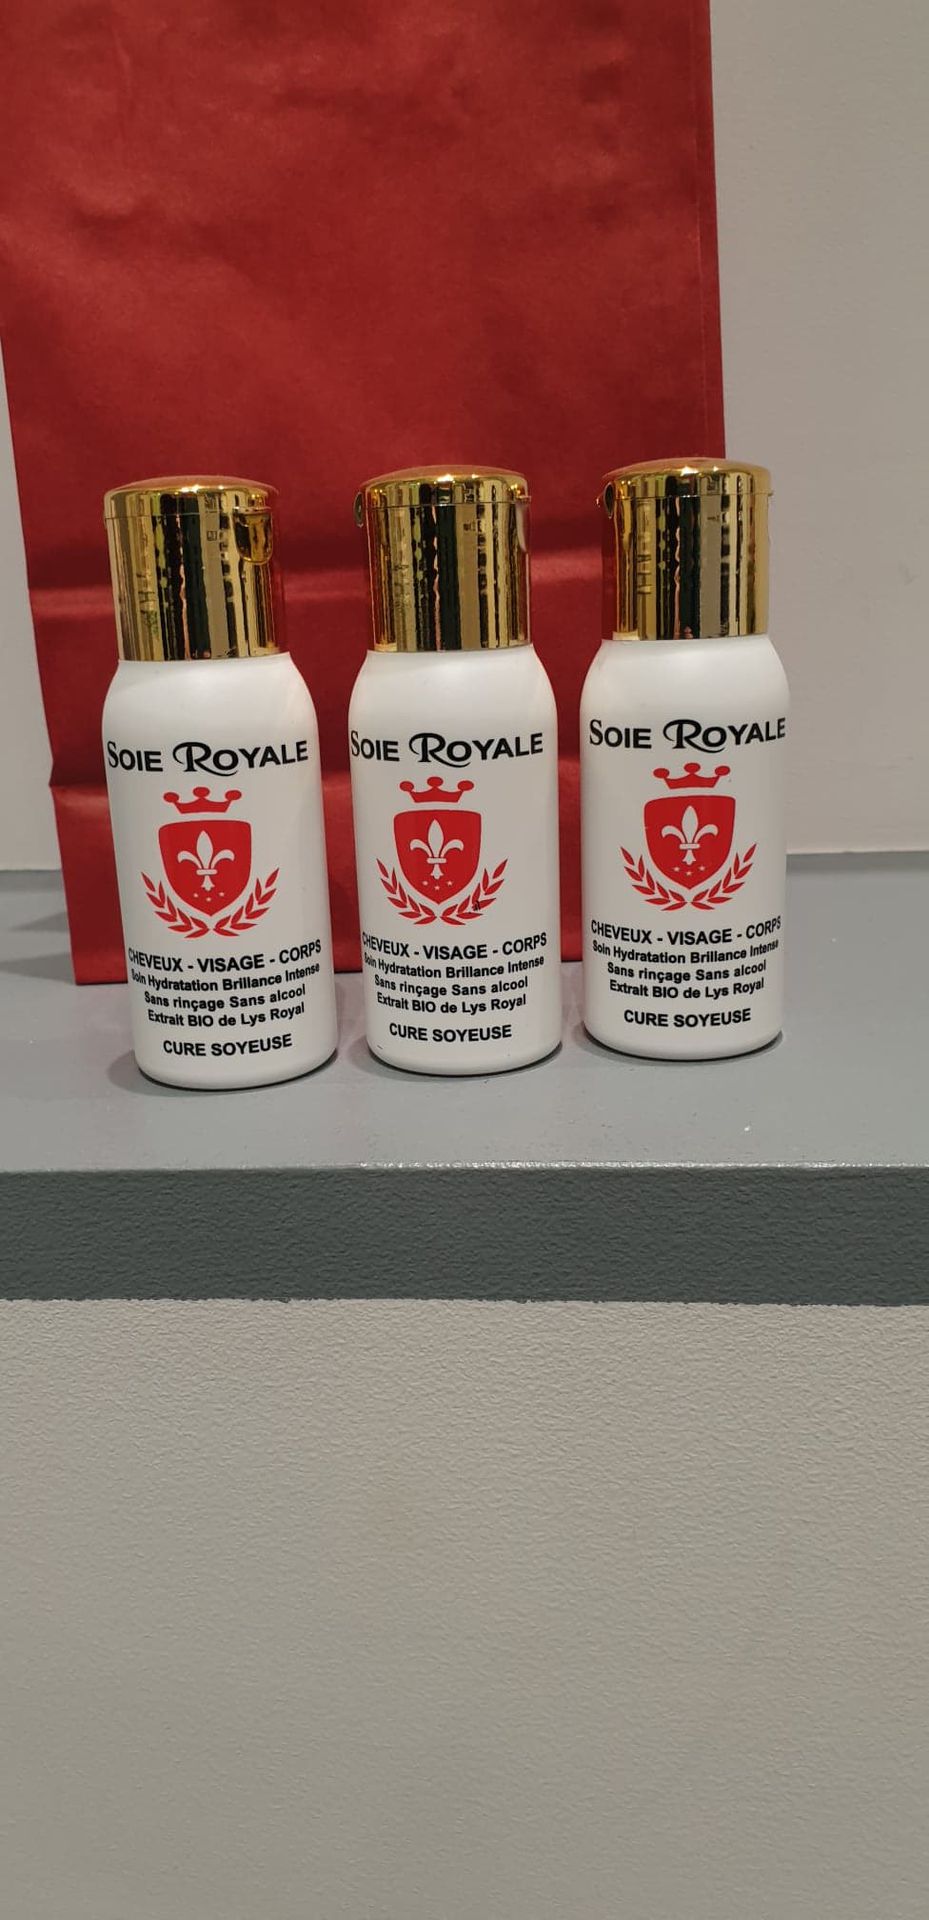 SOIE ROYALE
CHEVEUX - VISAGE - CORPS
Soin Hydratation Brillance Intense
Sans rinçage Sans alcool
Extrait BIO de Lys Royal
CURE SOYEUSE
SOIE ROYALE
CHEVEUX - VISAGE - CORPS
Soin Hydratation Brillance Intense
Sans rinçage Sans alcool
Extrait BIO de Lys Royal
CURE SOYEUSE
SOIE ROYALE
CHEVEUX - VISAGE - CORPS
Soin Hydratation Brillance Intense
Sans rinçage Sans alcool
Extrait BIO de Lys Royal
CURE SOYEUSE